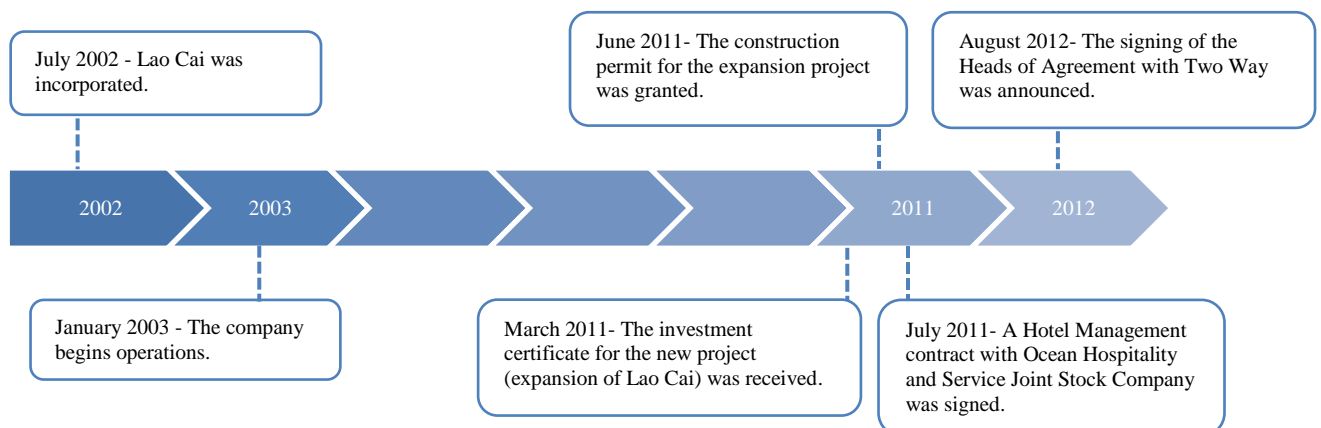 July 2002 - Lao Cai was
incorporated.
June 2011- The construction
permit for the expansion project
was granted.
August 2012- The signing of the
Heads of Agreement with Two Way
was announced.
2002
2003
2011
2012
January 2003 - The company
begins operations.
March 2011- The investment
certificate for the new project
(expansion of Lao Cai) was received.
July 2011- A Hotel Management
contract with Ocean Hospitality
and Service Joint Stock Company
was signed.